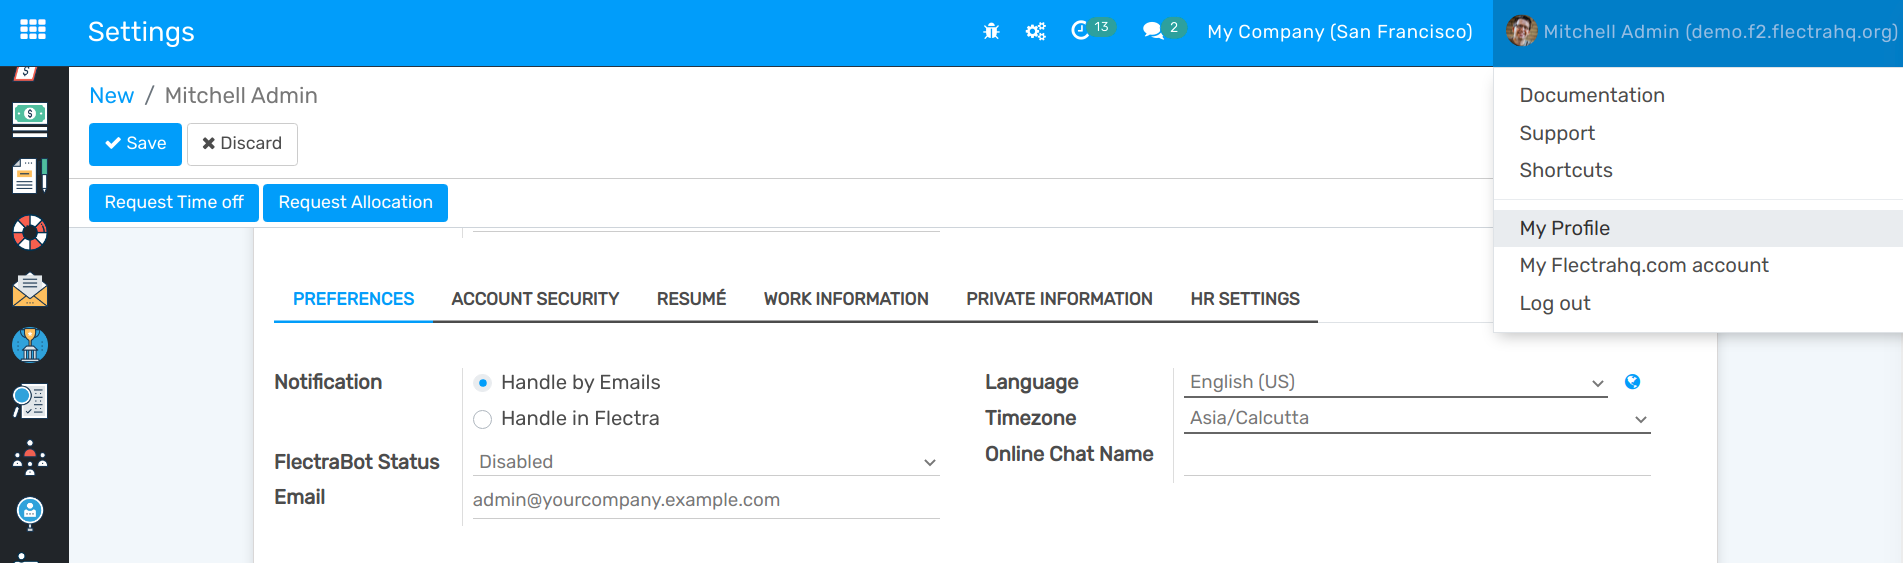 Settings
13
2
My Company (San Francisco)
Mitchell Admin (demo.f2.flectrahq.org)
New / Mitchell Admin
Save
Discard
Request Time off
Request Allocation
Documentation
Support
Shortcuts
My Profile
My Flectrahq.com account
Log out
PREFERENCES
ACCOUNT SECURITY
RESUMÉ
WORK INFORMATION
PRIVATE INFORMATION
HR SETTINGS
Notification
Handle by Emails
Handle in Flectra
FlectraBot Status
Disabled
Email
admin@yourcompany.example.com
Language
English (US)
Timezone
Asia/Calcutta
Online Chat Name